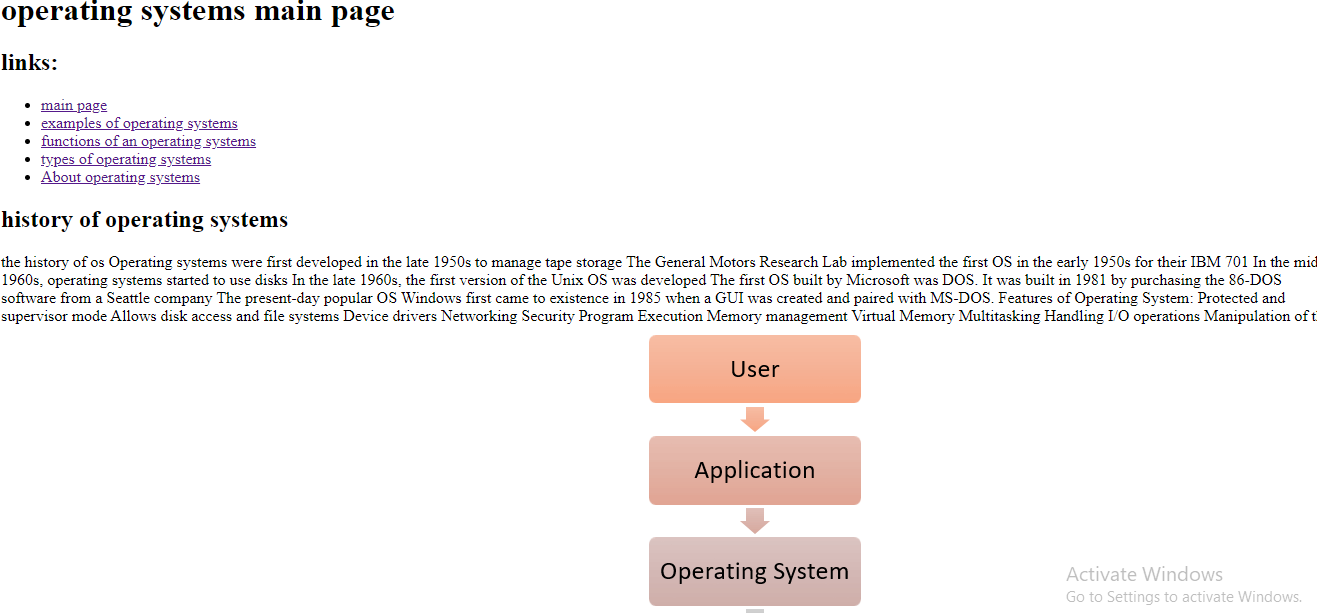 operating systems main page
links:
main page
examples of operating systems
functions of an operating systems
types of operating systems
About operating systems
history of operating systems
the history of os Operating systems were first developed in the late 1950s to manage tape storage The General Motors Research Lab implemented the first OS in the early 1950s for their IBM 701 In the mid
1960s, operating systems started to use disks In the late 1960s, the first version of the Unix OS was developed The first OS built by Microsoft was DOS. It was built in 1981 by purchasing the 86-DOS
software from a Seattle company The present-day popular OS Windows first came to existence in 1985 when a GUI was created and paired with MS-DOS. Features of Operating System: Protected and
supervisor mode Allows disk access and file systems Device drivers Networking Security Program Execution Memory management Virtual Memory Multitasking Handling I/O operations Manipulation of
User
Application
Operating System
Activate Windows
Go to Settings to activate Windows.